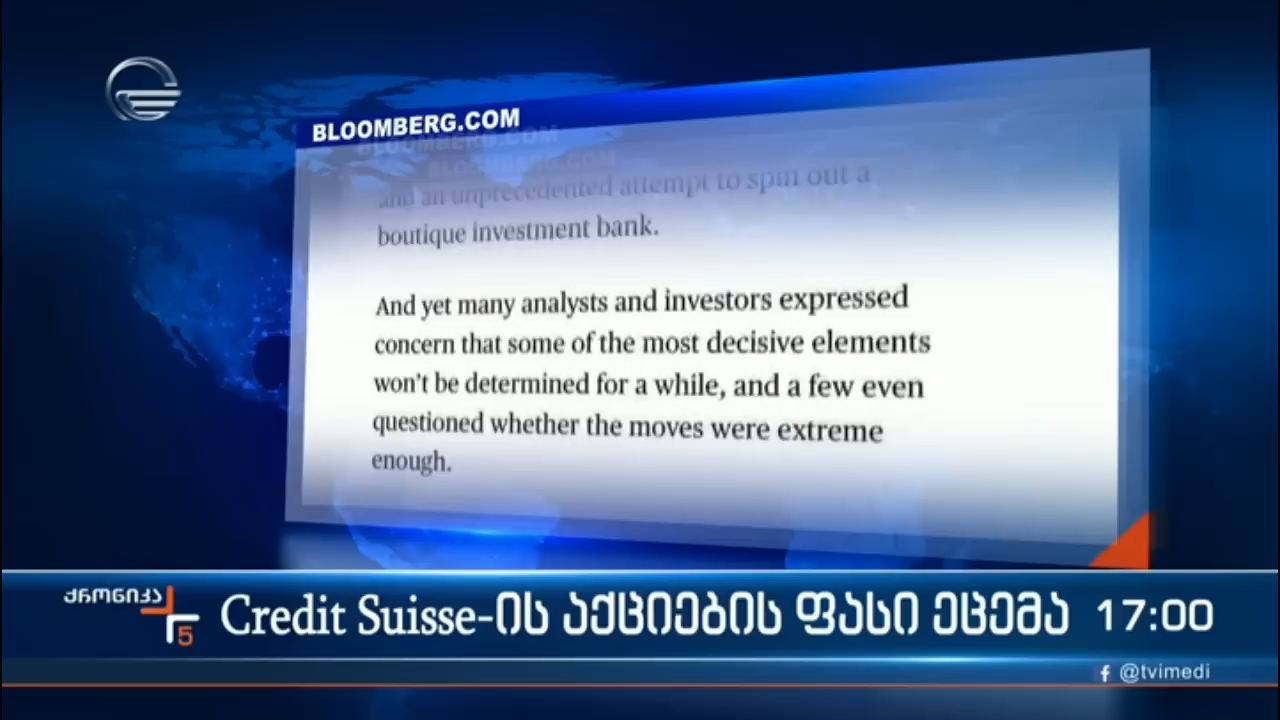 BLOOMBERG.COM
and an unprecedented attempt to spin out a
boutique investment bank.
And yet many analysts and investors expressed
concern that some of the most decisive elements
won't be determined for a while, and a few even
questioned whether the moves were extreme
enough.
ქრონიკა
5
Credit Suisse-ის აქციების ფასი ეცემა 17:00
f @tvimedi